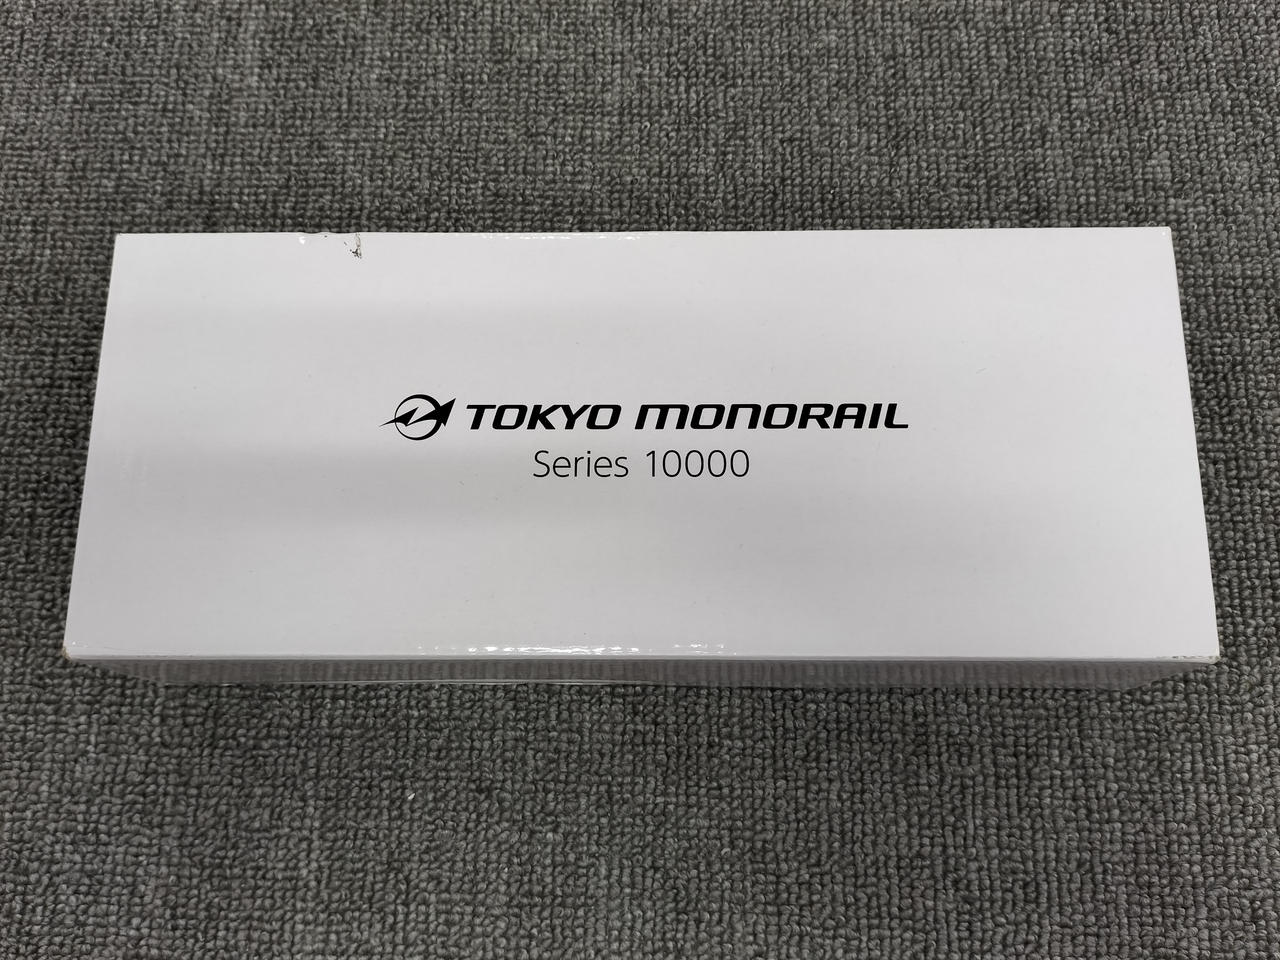 TOKYO MONORAIL
Series 10000